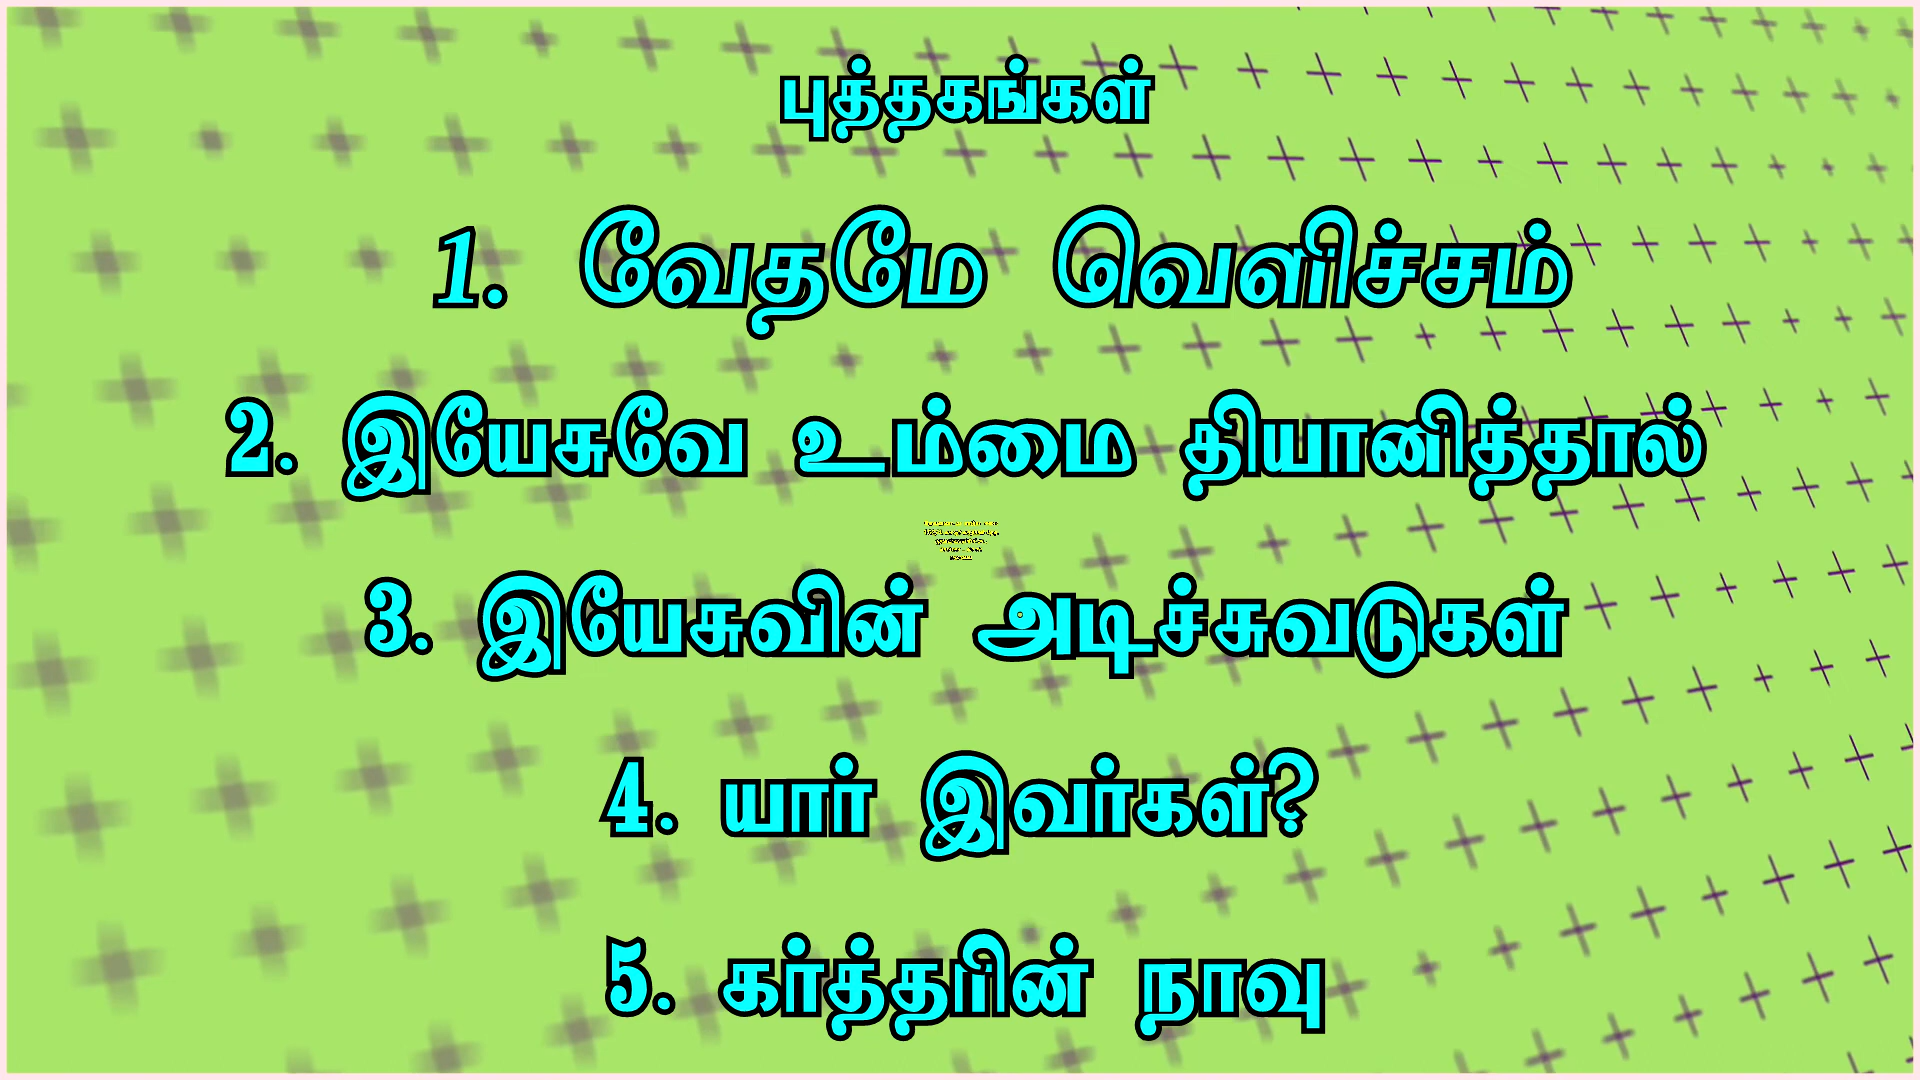 புத்தகங்கள்
1. வேதமே வெளிச்சம்
2. இயேசுவே உம்மை தியானித்தால்
3. இயேசுவின் அடிச்சுவடுகள்
4. யார் இவர்கள்?
5. கர்த்தரின் நாவு